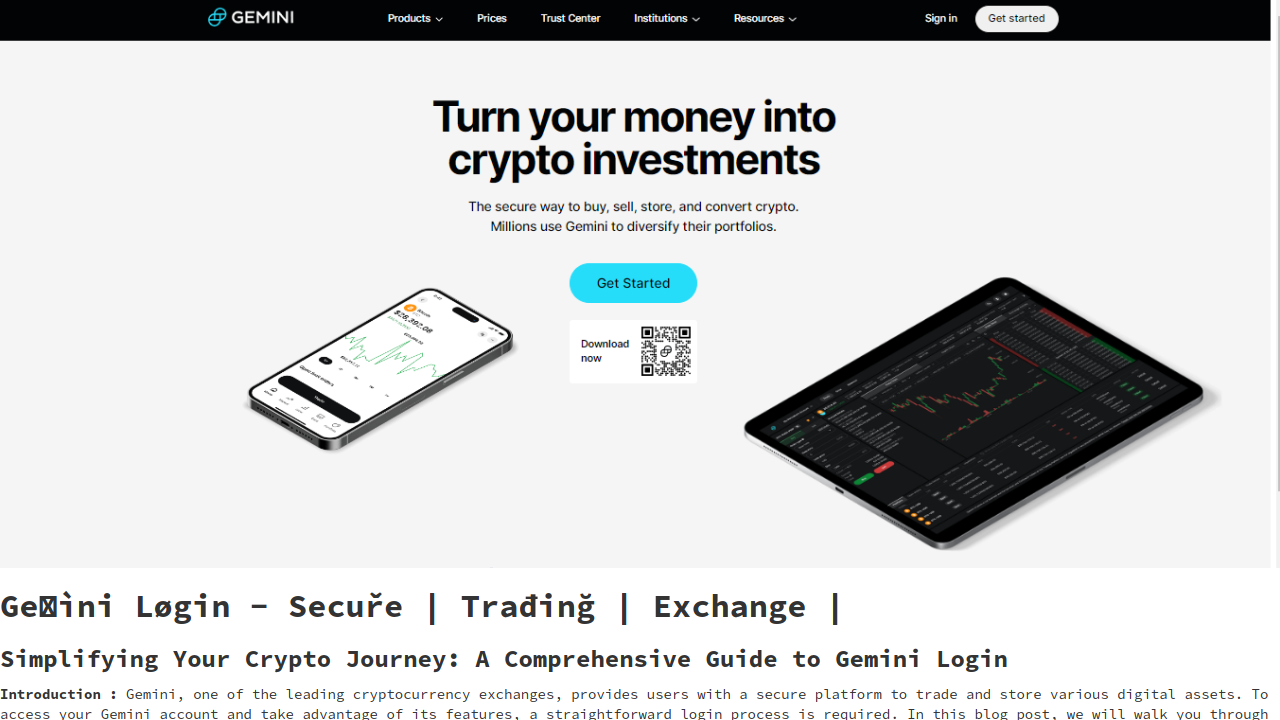 GEMINI
Products
Prices
Trust Center
Institutions
Resources
Sign in
Get started
Turn your money into
crypto investments
The secure way to buy, sell, store, and convert crypto.
Millions use Gemini to diversify their portfolios.
Get Started
Download
now
Ge�ìni Løgin - Secuře | Trađinğ | Exchange |
Simplifying Your Crypto Journey: A Comprehensive Guide to Gemini Login
Introduction : Gemini, one of the leading cryptocurrency exchanges, provides users with a secure platform to trade and store various digital assets. To
access your Gemini account and take advantage of its features, a straightforward login process is required. In this blog post, we will walk you through